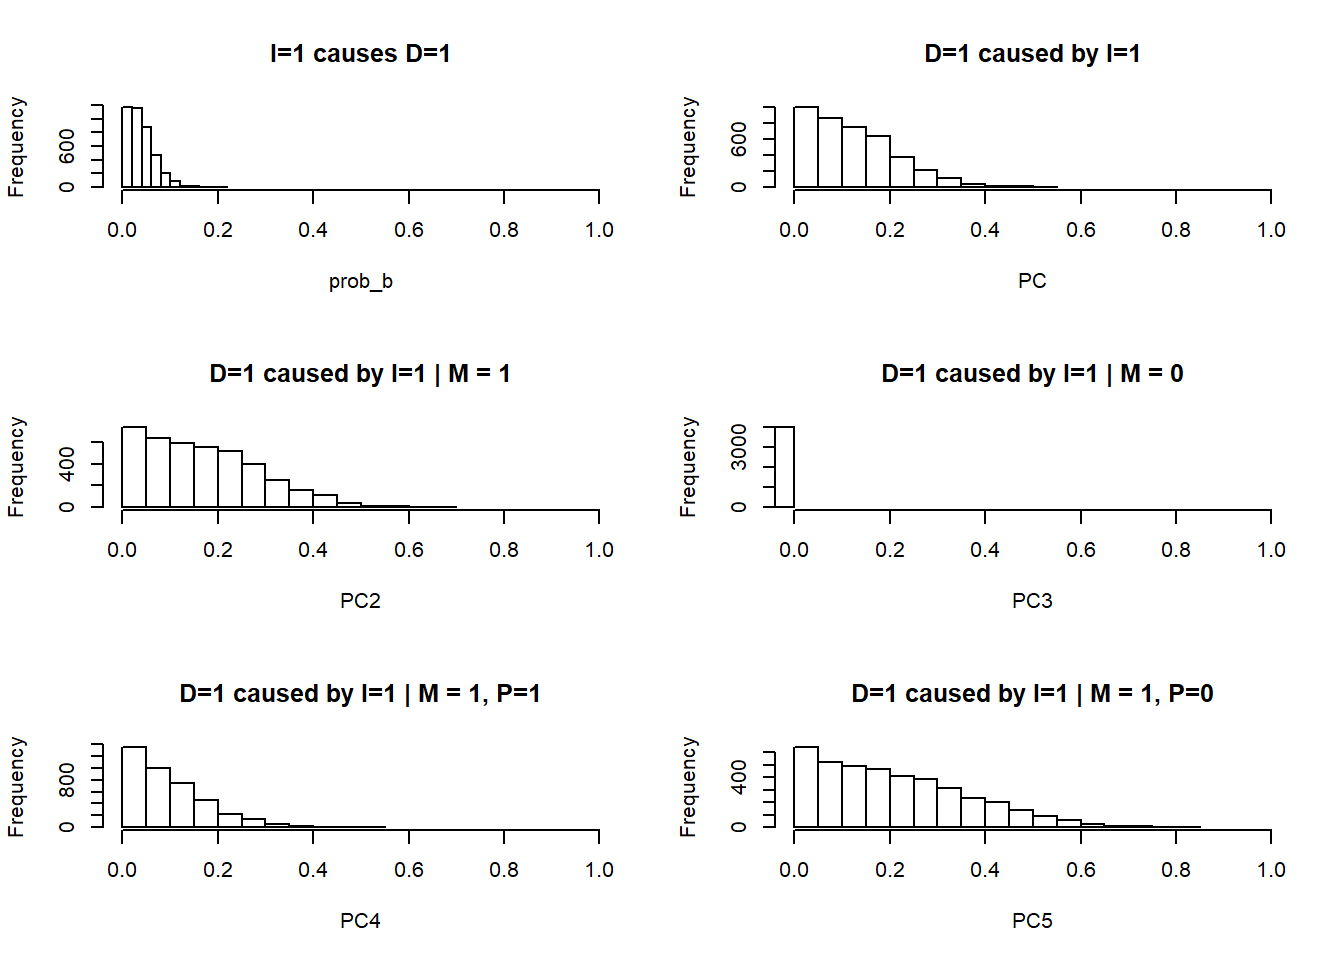 I=1 causes D=1
Frequency
0 600
0.0 0.2 0.4 0.6 0.8 1.0
prob_b
D=1 caused by I=1
Frequency
0 600
0.0 0.2 0.4 0.6 0.8 1.0
PC
D=1 caused by I=1 | M = 1
Frequency
0 400
0.0 0.2 0.4 0.6 0.8 1.0
PC2
D=1 caused by I=1 | M = 0
Frequency
0 3000
0.0 0.2 0.4 0.6 0.8 1.0
PC3
D=1 caused by I=1 | M = 1, P=1
Frequency
0 800
0.0 0.2 0.4 0.6 0.8 1.0
PC4
D=1 caused by I=1 | M = 1, P=0
Frequency
0 400
0.0 0.2 0.4 0.6 0.8 1.0
PC5